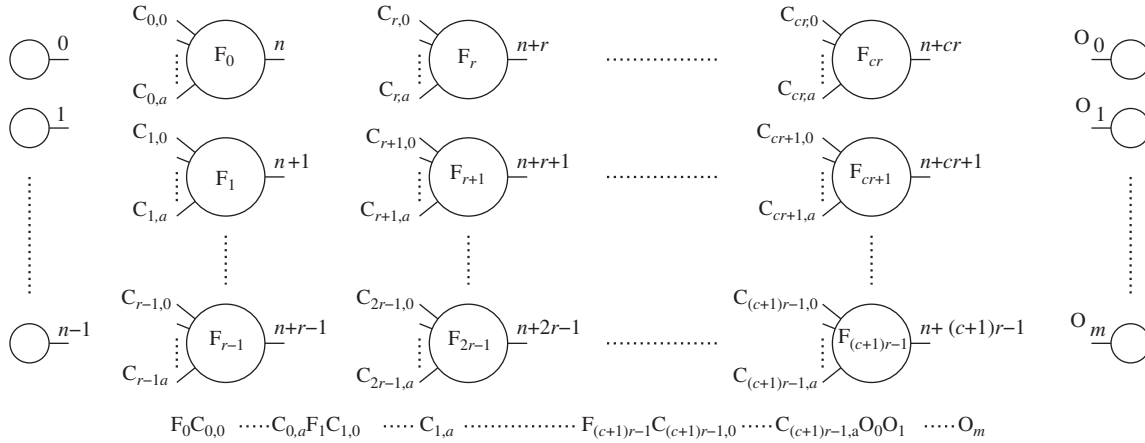 0 C0,0 F0 n C0,a Cr,0 Fr n+r Cr,a Ccr,0 Fcr n+cr Ccr,a O0
1 C1,0 F1 n+1 C1,a Cr+1,0 Fr+1 n+r+1 Cr+1,a Ccr+1,0 Fcr+1 n+cr+1 Ccr+1,a O1
n−1 Cr−1,0 Fr−1 n+r−1 Cr−1a C2r−1,0 F2r−1 n+2r−1 C2r−1,a C(c+1)r−1,0 F(c+1)r−1 n+ (c+1)r−1 C(c+1)r−1,a Om
F0C0,0 ...... C0,aF1C1,0 ...... C1,a ............... F(c+1)r−1C(c+1)r−1,0 ...... C(c+1)r−1,aO0O1 ...... Om